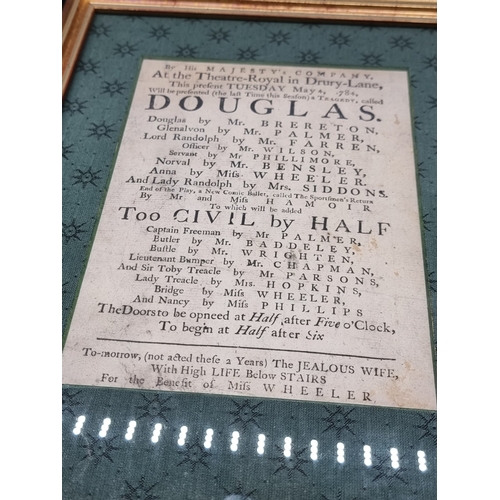 By His MAJESTY's COMPANY,
At the Theatre-Royal in Drury-Lane,
This present TUESDAY May 4, 1784,
Will be presented (the last Time this Season) a TRAGEDY, called
DOUGLAS.
Douglas by Mr. BRERETON,
Glenalvon by Mr. PALMER,
Lord Randolph by Mr. FARREN,
Officer by Mr. WILSON,
Servant by Mr PHILLIMORE,
Norval by Mr. BENSLEY,
Anna by Miss WHEELER.
And Lady Randolph by Mrs. SIDDONS.
End of the Play, a New Comic Ballet, called The Sportsmen's Return
By Mr and Miss HAMOIR
To which will be added
Too CIVIL by HALF
Captain Freeman by Mr PALMER,
Butler by Mr. BADDELEY,
Bustle by Mr. WRIGHTEN,
Lieutenant Bumper by Mr. CHAPMAN,
And Sir Toby Treacle by Mr PARSONS,
Lady Treacle by Mrs. HOPKINS,
Bridge by Miss WHEELER,
And Nancy by Miss PHILLIPS
The Doors to be opneed at Half after Five o'Clock,
To begin at Half after Six
To-morrow, (not acted these 2 Years) The JEALOUS WIFE,
With High LIFE Below STAIRS
For the Benefit of Miss WHEELER